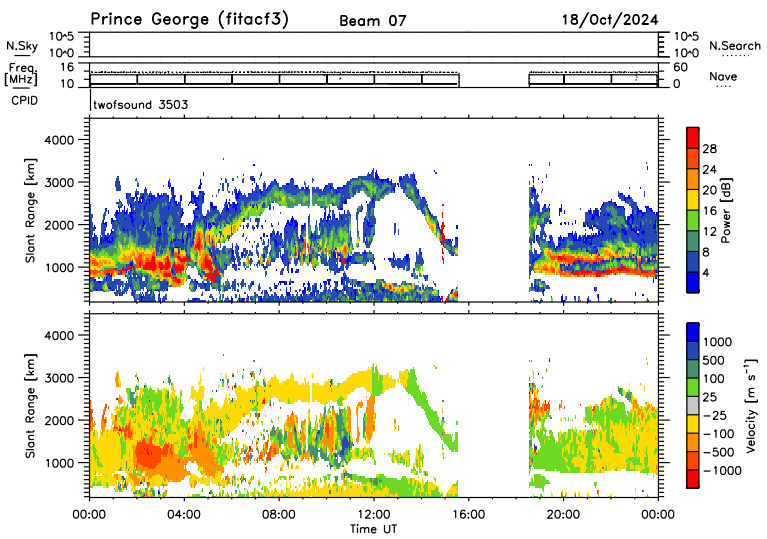 Prince George (fitacf3) Beam 07 18/Oct/2024
10^5 10^5
N.Sky N.Search
10^0 10^0
Freq 16 60
[MHz] Nave
10 0
CPID
twofsound 3503
4000
3000
2000
1000
Slant Range [km]
28
24
20
16
12
8
4
Power [dB]
4000
3000
2000
1000
Slant Range [km]
1000
500
100
25
-25
-100
-500
-1000
Velocity [m s⁻¹]
00:00 04:00 08:00 12:00 16:00 20:00 00:00
Time UT